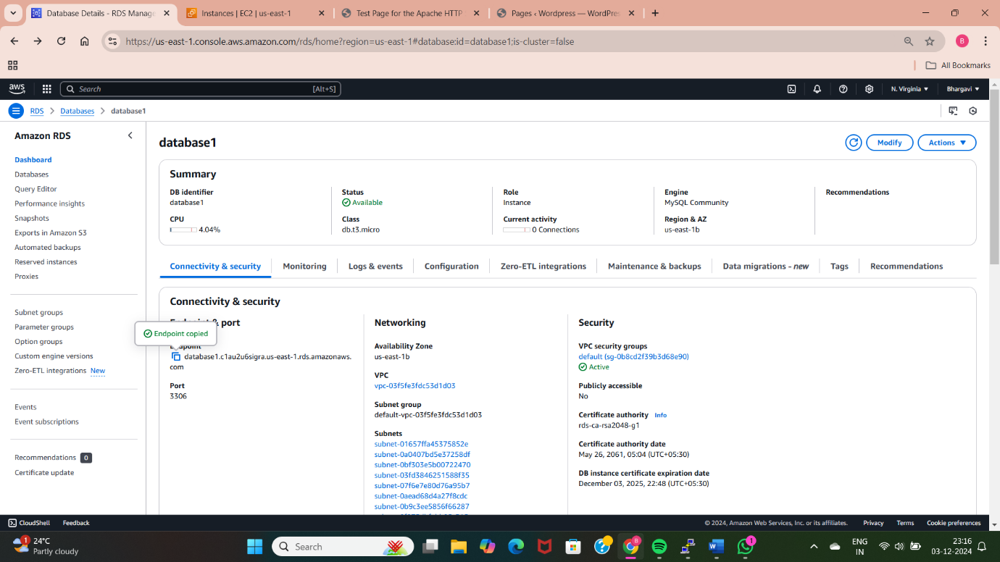 Database Details - RDS Manag
Instances | EC2 | us-east-1
Test Page for the Apache HTTP
Pages ‹ Wordpress — WordPre
https://us-east-1.console.aws.amazon.com/rds/home?region=us-east-1#database:id=database1;is-cluster=false
B
All Bookmarks
aws
Search
[Alt+S]
N. Virginia
Bhargavi
RDS > Databases > database1
Amazon RDS
Dashboard
Databases
Query Editor
Performance insights
Snapshots
Exports in Amazon S3
Automated backups
Reserved instances
Proxies
Subnet groups
Parameter groups
Option groups
Custom engine versions
Zero-ETL integrations New
Events
Event subscriptions
Recommendations 0
Certificate update
database1
Modify
Actions
Summary
DB identifier
database1
CPU
4.04%
Status
Available
Class
db.t3.micro
Role
Instance
Current activity
0 Connections
Engine
MySQL Community
Region & AZ
us-east-1b
Recommendations
Connectivity & security
Monitoring
Logs & events
Configuration
Zero-ETL integrations
Maintenance & backups
Data migrations - new
Tags
Recommendations
Connectivity & security
Endpoint & port
Endpoint copied
Endpoint
database1.c1au2u6sigra.us-east-1.rds.amazonaws.
com
Port
3306
Networking
Availability Zone
us-east-1b
VPC
vpc-03f5fe3fdc53d1d03
Subnet group
default-vpc-03f5fe3fdc53d1d03
Subnets
subnet-01657ffa45375852e
subnet-0a0407bd5e37258df
subnet-0bf303e5b00722470
subnet-03fd3846251588f35
subnet-07f6e7e80d76a95b7
subnet-0aead68d4a27f8cdc
subnet-0b9c3ee5856f66287
Security
VPC security groups
default (sg-0b8cd2f39b3d68e90)
Active
Publicly accessible
No
Certificate authority Info
rds-ca-rsa2048-g1
Certificate authority date
May 26, 2061, 05:04 (UTC+05:30)
DB instance certificate expiration date
December 03, 2025, 22:48 (UTC+05:30)
CloudShell
Feedback
© 2024, Amazon Web Services, Inc. or its affiliates.
Privacy
Terms
Cookie preferences
1
24°C
Partly cloudy
Search
B
1
ENG
IN
23:16
03-12-2024